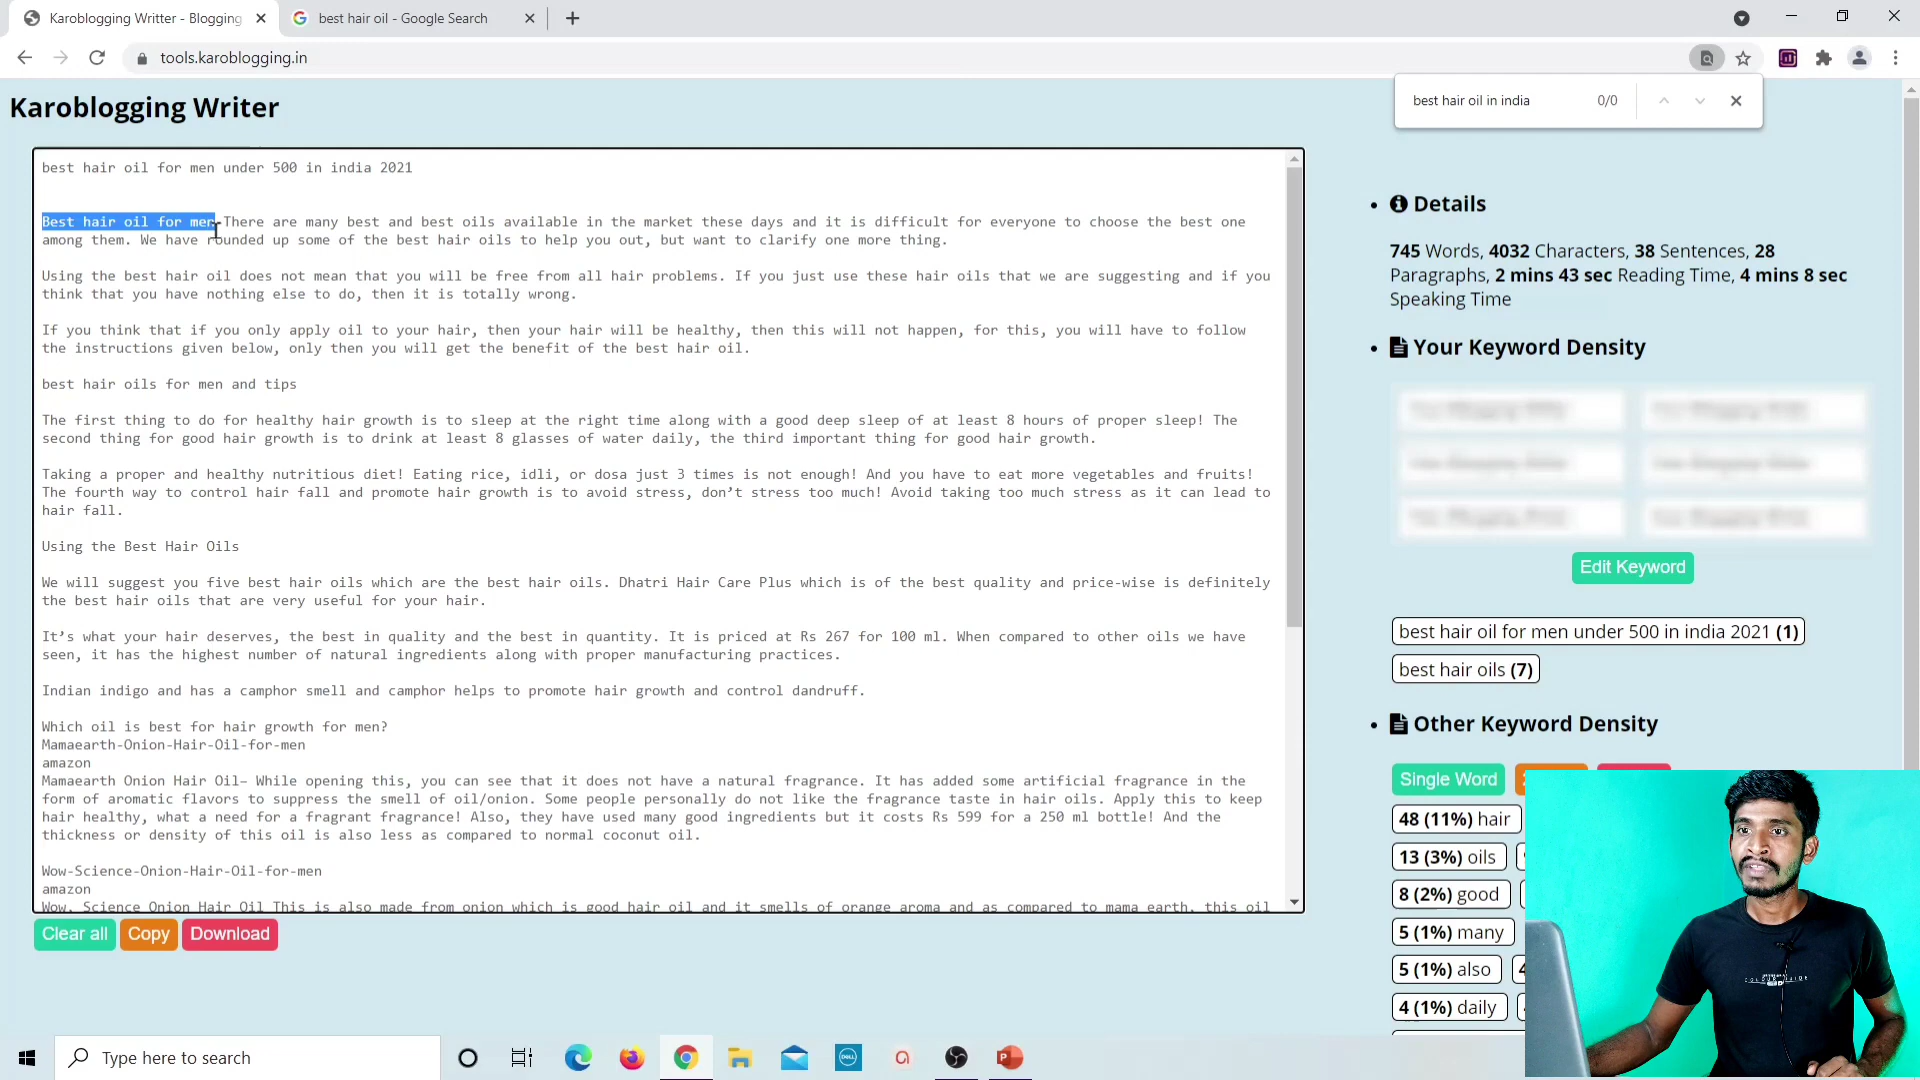 Karoblogging Writter - Blogging
best hair oil - Google Search
tools.karoblogging.in
best hair oil in india
0/0
Karoblogging Writer
best hair oil for men under 500 in india 2021
Best hair oil for men There are many best and best oils available in the market these days and it is difficult for everyone to choose the best one
among them. We have rounded up some of the best hair oils to help you out, but want to clarify one more thing.
Using the best hair oil does not mean that you will be free from all hair problems. If you just use these hair oils that we are suggesting and if you
think that you have nothing else to do, then it is totally wrong.
If you think that if you only apply oil to your hair, then your hair will be healthy, then this will not happen, for this, you will have to follow
the instructions given below, only then you will get the benefit of the best hair oil.
best hair oils for men and tips
The first thing to do for healthy hair growth is to sleep at the right time along with a good deep sleep of at least 8 hours of proper sleep! The
second thing for good hair growth is to drink at least 8 glasses of water daily, the third important thing for good hair growth.
Taking a proper and healthy nutritious diet! Eating rice, idli, or dosa just 3 times is not enough! And you have to eat more vegetables and fruits!
The fourth way to control hair fall and promote hair growth is to avoid stress, don't stress too much! Avoid taking too much stress as it can lead to
hair fall.
Using the Best Hair Oils
We will suggest you five best hair oils which are the best hair oils. Dhatri Hair Care Plus which is of the best quality and price-wise is definitely
the best hair oils that are very useful for your hair.
It's what your hair deserves, the best in quality and the best in quantity. It is priced at Rs 267 for 100 ml. When compared to other oils we have
seen, it has the highest number of natural ingredients along with proper manufacturing practices.
Indian indigo and has a camphor smell and camphor helps to promote hair growth and control dandruff.
Which oil is best for hair growth for men?
Mamaearth-Onion-Hair-Oil-for-men
amazon
Mamaearth Onion Hair Oil– While opening this, you can see that it does not have a natural fragrance. It has added some artificial fragrance in the
form of aromatic flavors to suppress the smell of oil/onion. Some people personally do not like the fragrance taste in hair oils. Apply this to keep
hair healthy, what a need for a fragrant fragrance! Also, they have used many good ingredients but it costs Rs 599 for a 250 ml bottle! And the
thickness or density of this oil is also less as compared to normal coconut oil.
Wow-Science-Onion-Hair-Oil-for-men
amazon
Wow, Science Onion Hair Oil This is also made from onion which is good hair oil and it smells of orange aroma and as compared to mama earth, this oil
Clear all
Copy
Download
Details
745 Words, 4032 Characters, 38 Sentences, 28
Paragraphs, 2 mins 43 sec Reading Time, 4 mins 8 sec
Speaking Time
Your Keyword Density
Edit Keyword
best hair oil for men under 500 in india 2021 (1)
best hair oils (7)
Other Keyword Density
Single Word
48 (11%) hair
13 (3%) oils
8 (2%) good
5 (1%) many
5 (1%) also
4 (1%) daily
Type here to search